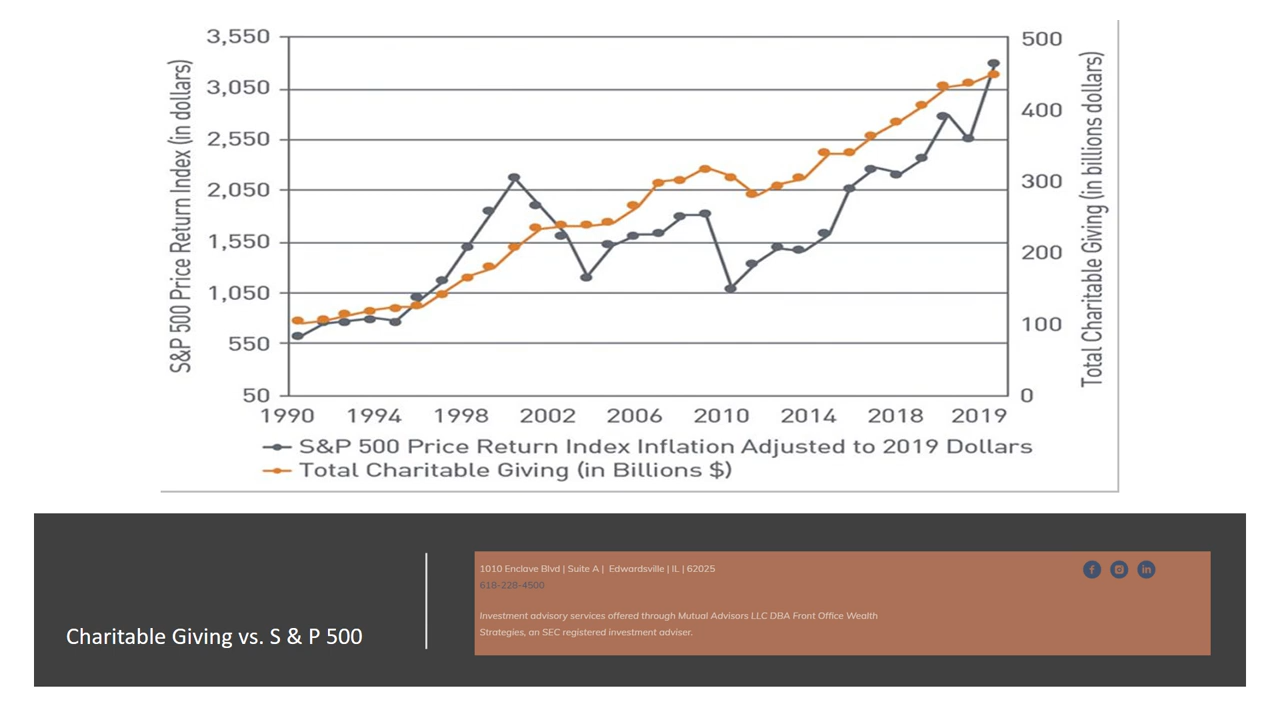 S&P 500 Price Return Index (in dollars)
3,550
3,050
2,550
2,050
1,550
1,050
550
50
500
400
300
200
100
0
Total Charitable Giving (in billions dollars)
1990 1994 1998 2002 2006 2010 2014 2018 2019
S&P 500 Price Return Index Inflation Adjusted to 2019 Dollars
Total Charitable Giving (in Billions $)
Charitable Giving vs. S & P 500
1010 Enclave Blvd | Suite A | Edwardsville | IL | 62025
618-228-4500
Investment advisory services offered through Mutual Advisors LLC DBA Front Office Wealth
Strategies, an SEC registered investment adviser.
f
in